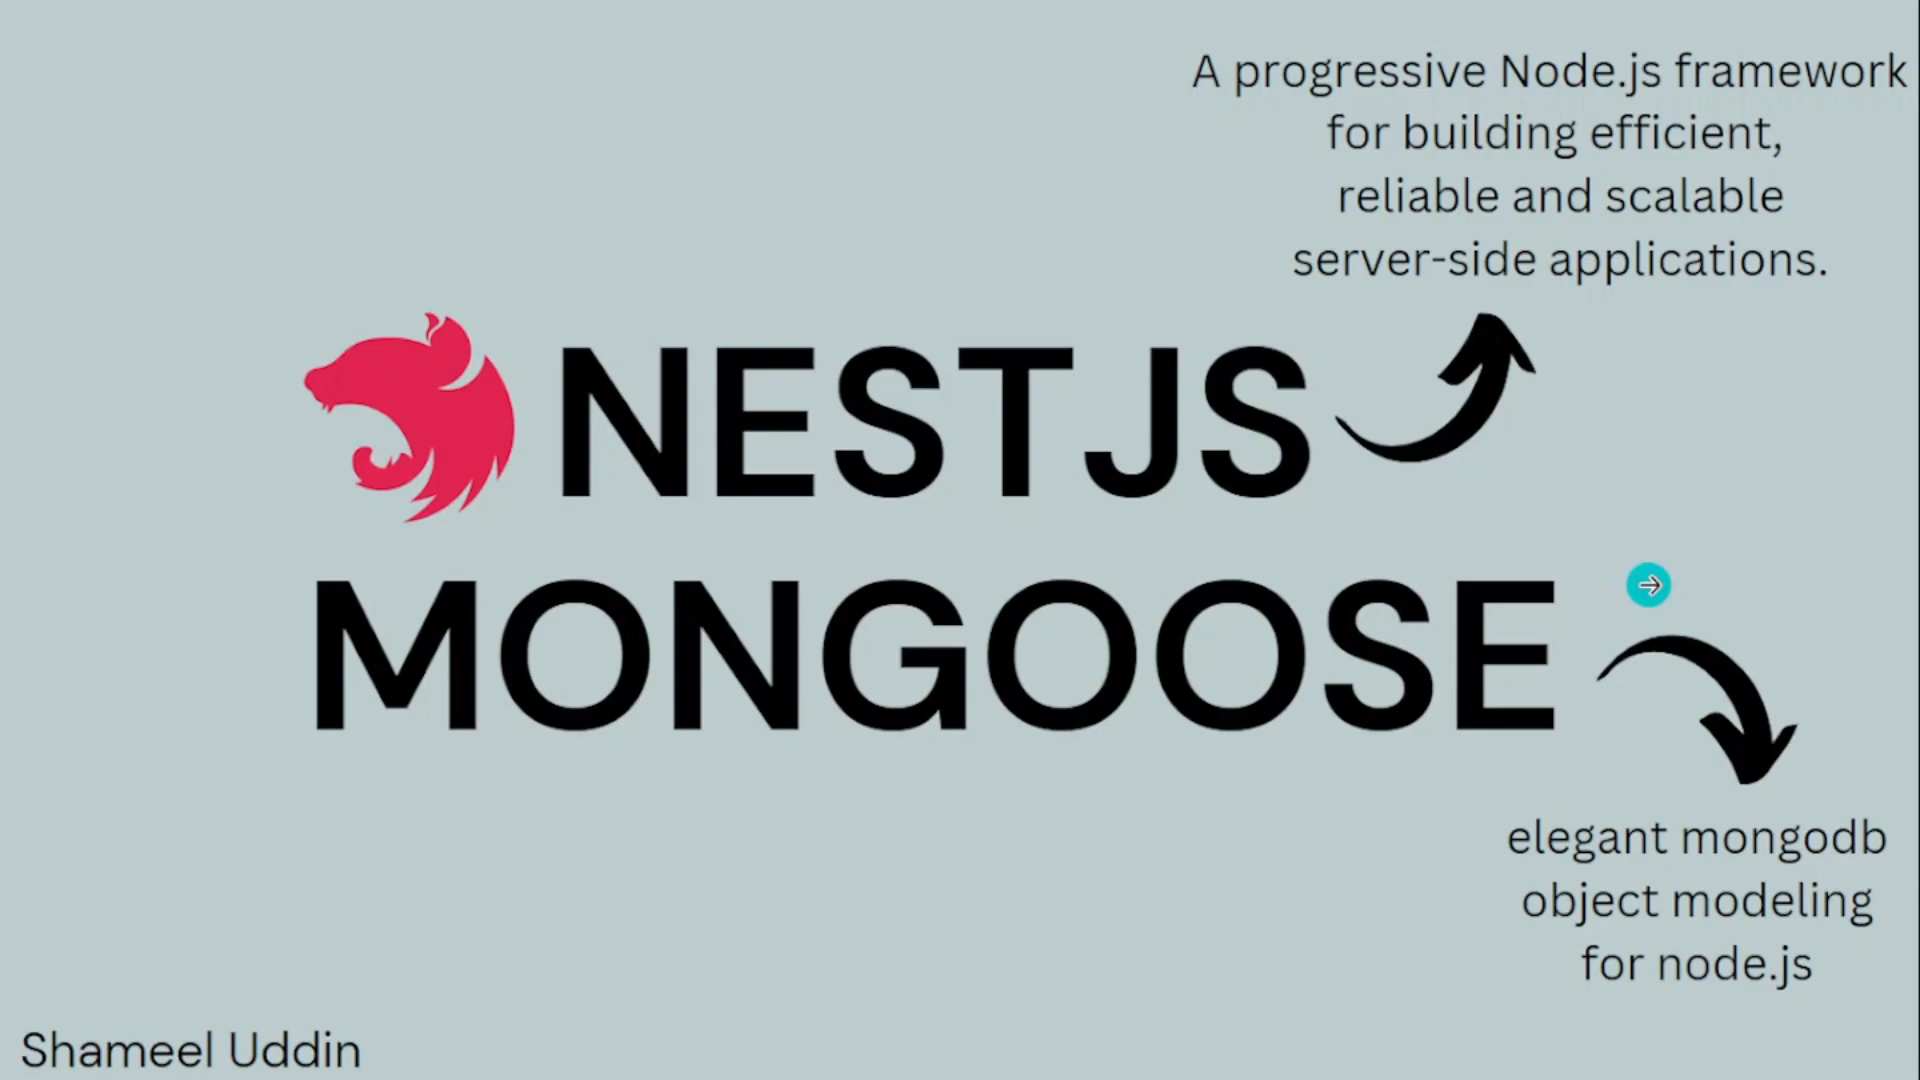 A progressive Node.js framework
for building efficient,
reliable and scalable
server-side applications.
NESTJS
MONGOOSE
elegant mongodb
object modeling
for node.js
Shameel Uddin